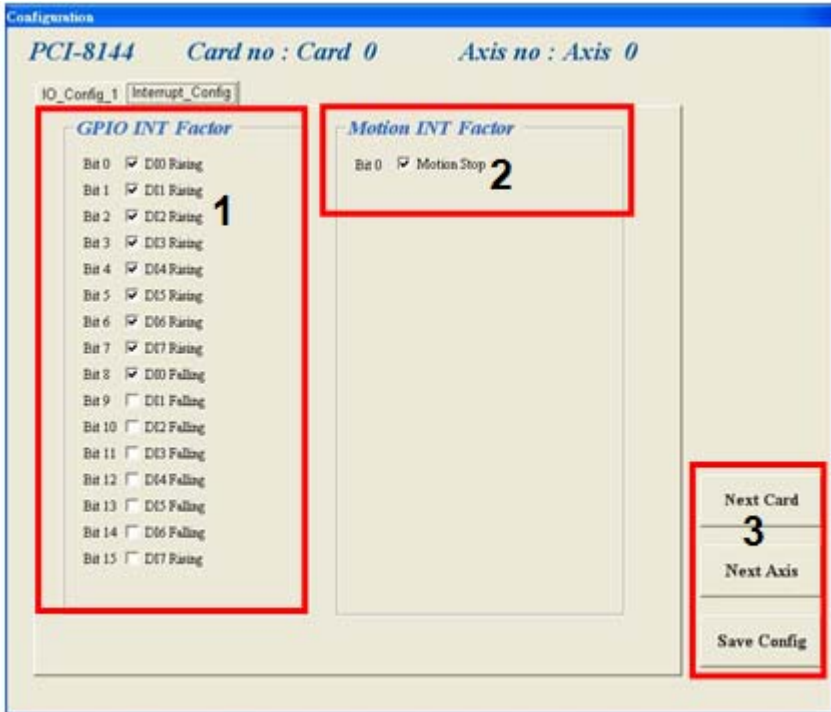 Configuration
PCI-8144 Card no : Card 0 Axis no : Axis 0
IO_Config_1 Interrupt_Config
GPIO INT Factor
Bit 0 DI0 Rising
Bit 1 DI1 Rising
Bit 2 DI2 Rising
Bit 3 DI3 Rising
Bit 4 DI4 Rising
Bit 5 DI5 Rising
Bit 6 DI6 Rising
Bit 7 DI7 Rising
Bit 8 DI0 Falling
Bit 9 DI1 Falling
Bit 10 DI2 Falling
Bit 11 DI3 Falling
Bit 12 DI4 Falling
Bit 13 DI5 Falling
Bit 14 DI6 Falling
Bit 15 DI7 Rising
1
Motion INT Factor
Bit 0 Motion Stop
2
Next Card
3
Next Axis
Save Config